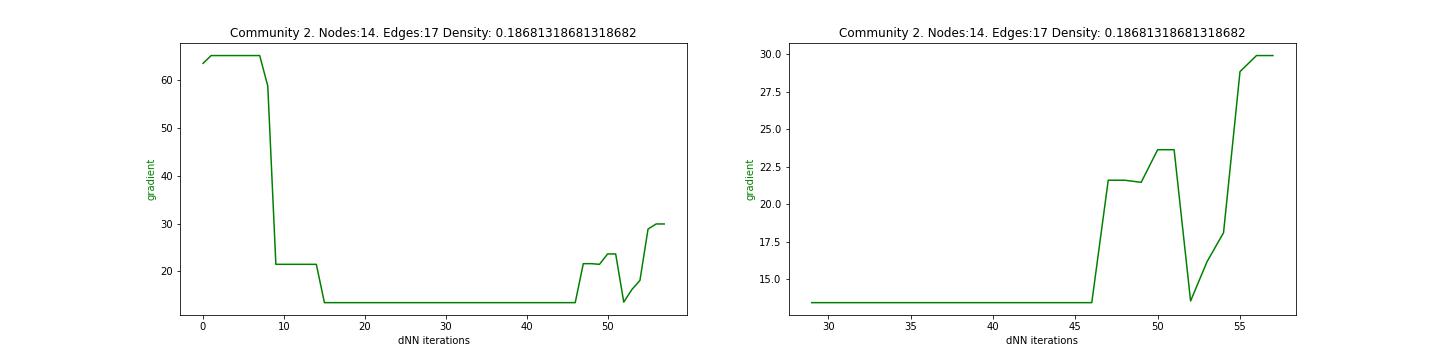 Community 2. Nodes:14. Edges:17 Density: 0.18681318681318682
60
50
40
30
20
gradient
0 10 20 30 40 50
dNN iterations
Community 2. Nodes:14. Edges:17 Density: 0.18681318681318682
30.0
27.5
25.0
22.5
20.0
17.5
15.0
gradient
30 35 40 45 50 55
dNN iterations